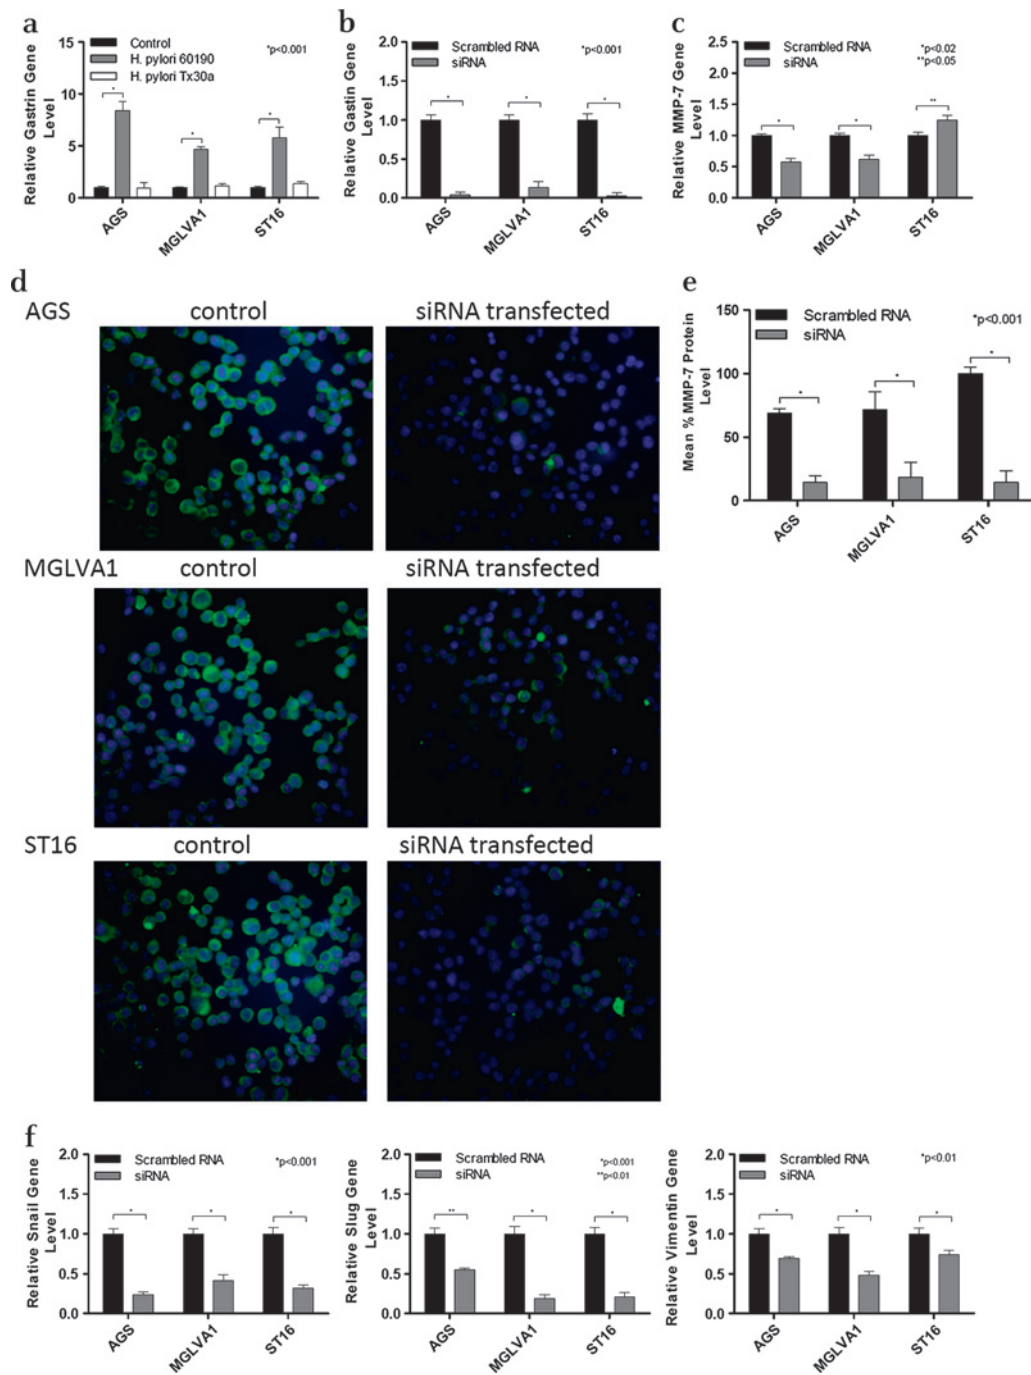 a
Relative Gastrin Gene
Level
15
10
5
0
Control
H. pylori 60190
H. pylori Tx30a
*p<0.001
*
*
*
AGS
MGLVA1
ST16
b
Relative Gastin Gene
Level
2.0
1.5
1.0
0.5
0.0
Scrambled RNA
siRNA
*p<0.001
*
*
*
AGS
MGLVA1
ST16
c
Relative MMP-7 Gene
Level
2.5
2.0
1.5
1.0
0.5
0.0
Scrambled RNA
siRNA
*p<0.02
**p<0.05
*
*
**
AGS
MGLVA1
ST16
d
AGS control siRNA transfected
MGLVA1 control siRNA transfected
ST16 control siRNA transfected
e
Mean % MMP-7 Protein
Level
150
100
50
0
Scrambled RNA
siRNA
*p<0.001
*
*
*
AGS
MGLVA1
ST16
f
Relative Snail Gene
Level
2.0
1.5
1.0
0.5
0.0
Scrambled RNA
siRNA
*p<0.001
*
*
*
AGS
MGLVA1
ST16
Relative Slug Gene
Level
2.0
1.5
1.0
0.5
0.0
Scrambled RNA
siRNA
*p<0.001
**p<0.01
**
*
*
AGS
MGLVA1
ST16
Relative Vimentin Gene
Level
2.0
1.5
1.0
0.5
0.0
Scrambled RNA
siRNA
*p<0.01
*
*
*
AGS
MGLVA1
ST16